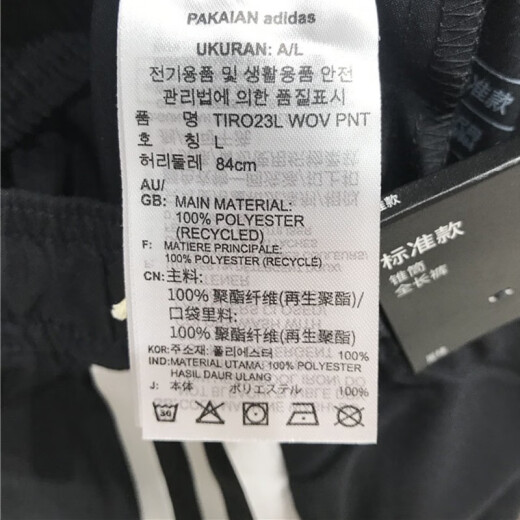 PAKAIAN adidas
UKURAN: A/L
전기용품 및 생활용품 안전
관리법에 의한 품질표시
품 명 TIRO23L WOV PNT
호 칭 L
허리둘레 84cm
AU/
GB: MAIN MATERIAL:
100% POLYESTER
(RECYCLED)
F: MATIERE PRINCIPALE:
100% POLYESTER (RECYCLÉ)
CN: 主料:
100% 聚酯纤维(再生聚酯)/
口袋里料:
100% 聚酯纤维(再生聚酯)
KOR: 주소재: 폴리에스터 100%
IND: MATERIAL UTAMA: 100% POLYESTER
HASIL DAUR ULANG
J: 本体 ポリエステル 100%
30
标准款
锥筒
全长裤